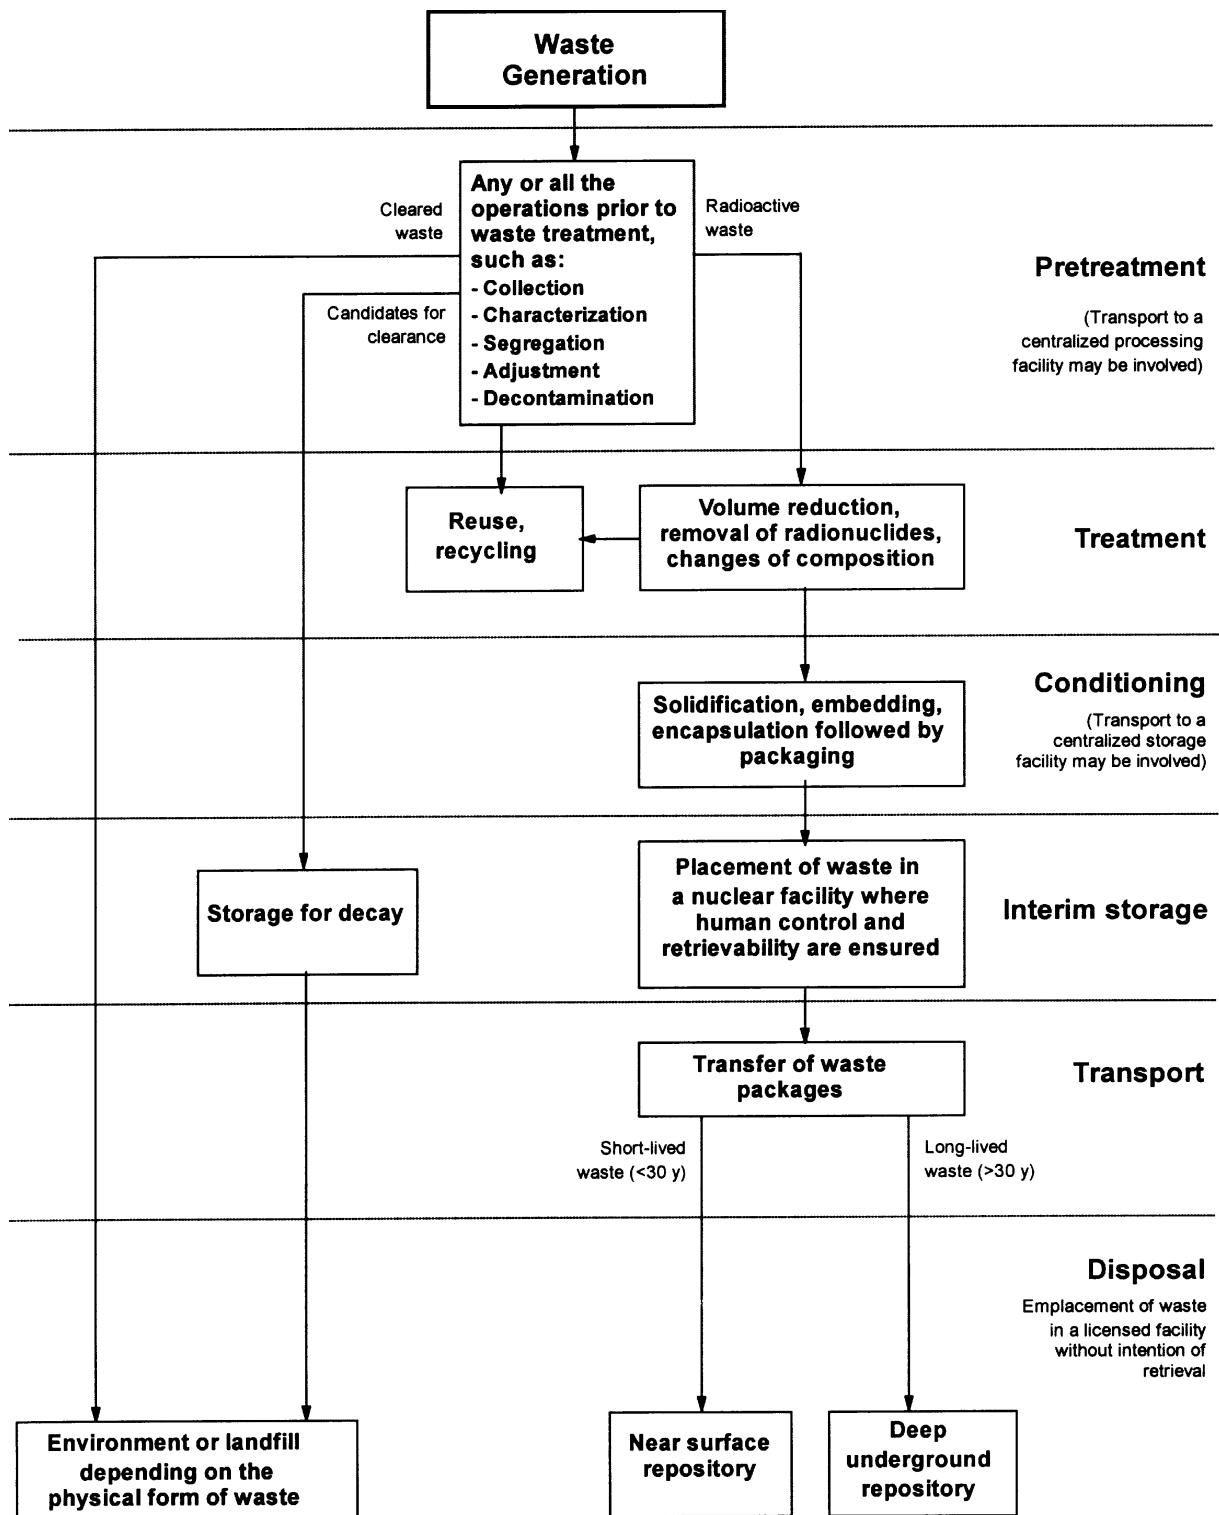 Waste
Generation
Any or all the
operations prior to
waste treatment,
such as:
- Collection
- Characterization
- Segregation
- Adjustment
- Decontamination
Cleared
waste
Radioactive
waste
Candidates for
clearance
Pretreatment
(Transport to a
centralized processing
facility may be involved)
Reuse,
recycling
Volume reduction,
removal of radionuclides,
changes of composition
Treatment
Solidification, embedding,
encapsulation followed by
packaging
Conditioning
(Transport to a
centralized storage
facility may be involved)
Storage for decay
Placement of waste in
a nuclear facility where
human control and
retrievability are ensured
Interim storage
Transfer of waste
packages
Transport
Short-lived
waste (<30 y)
Long-lived
waste (>30 y)
Disposal
Emplacement of waste
in a licensed facility
without intention of
retrieval
Environment or landfill
depending on the
physical form of waste
Near surface
repository
Deep
underground
repository